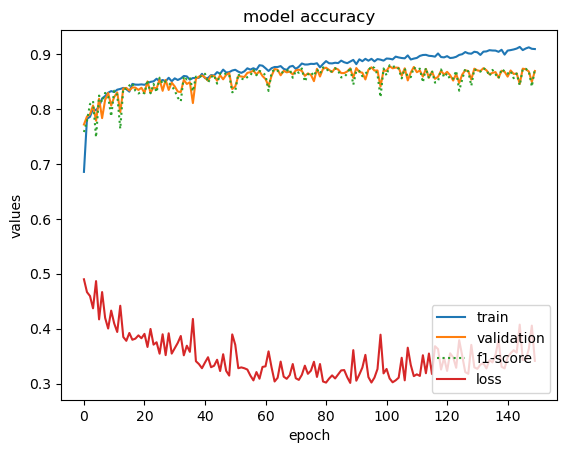 model accuracy
values
0.9
0.8
0.7
0.6
0.5
0.4
0.3
train
validation
f1-score
loss
0 20 40 60 80 100 120 140
epoch